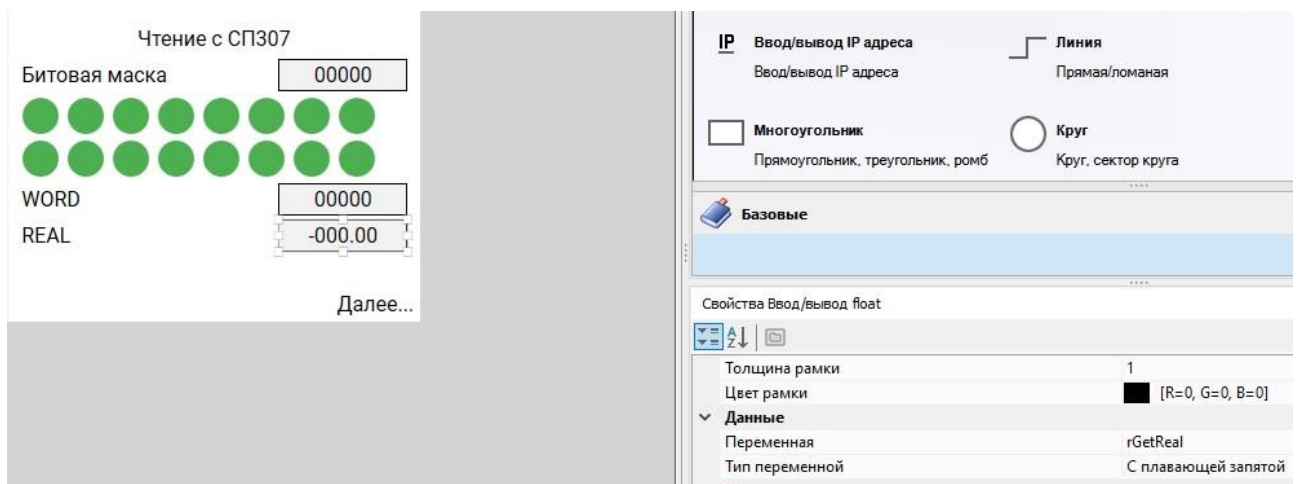 Чтение с СП307
Битовая маска 00000
WORD 00000
REAL -000.00
Далее...
IP Ввод/вывод IP адреса
Ввод/вывод IP адреса
Линия
Прямая/ломаная
Многоугольник
Прямоугольник, треугольник, ромб
Круг
Круг, сектор круга
Базовые
Свойства Ввод/вывод float
Толщина рамки 1
Цвет рамки [R=0, G=0, B=0]
Данные
Переменная rGetReal
Тип переменной С плавающей запятой